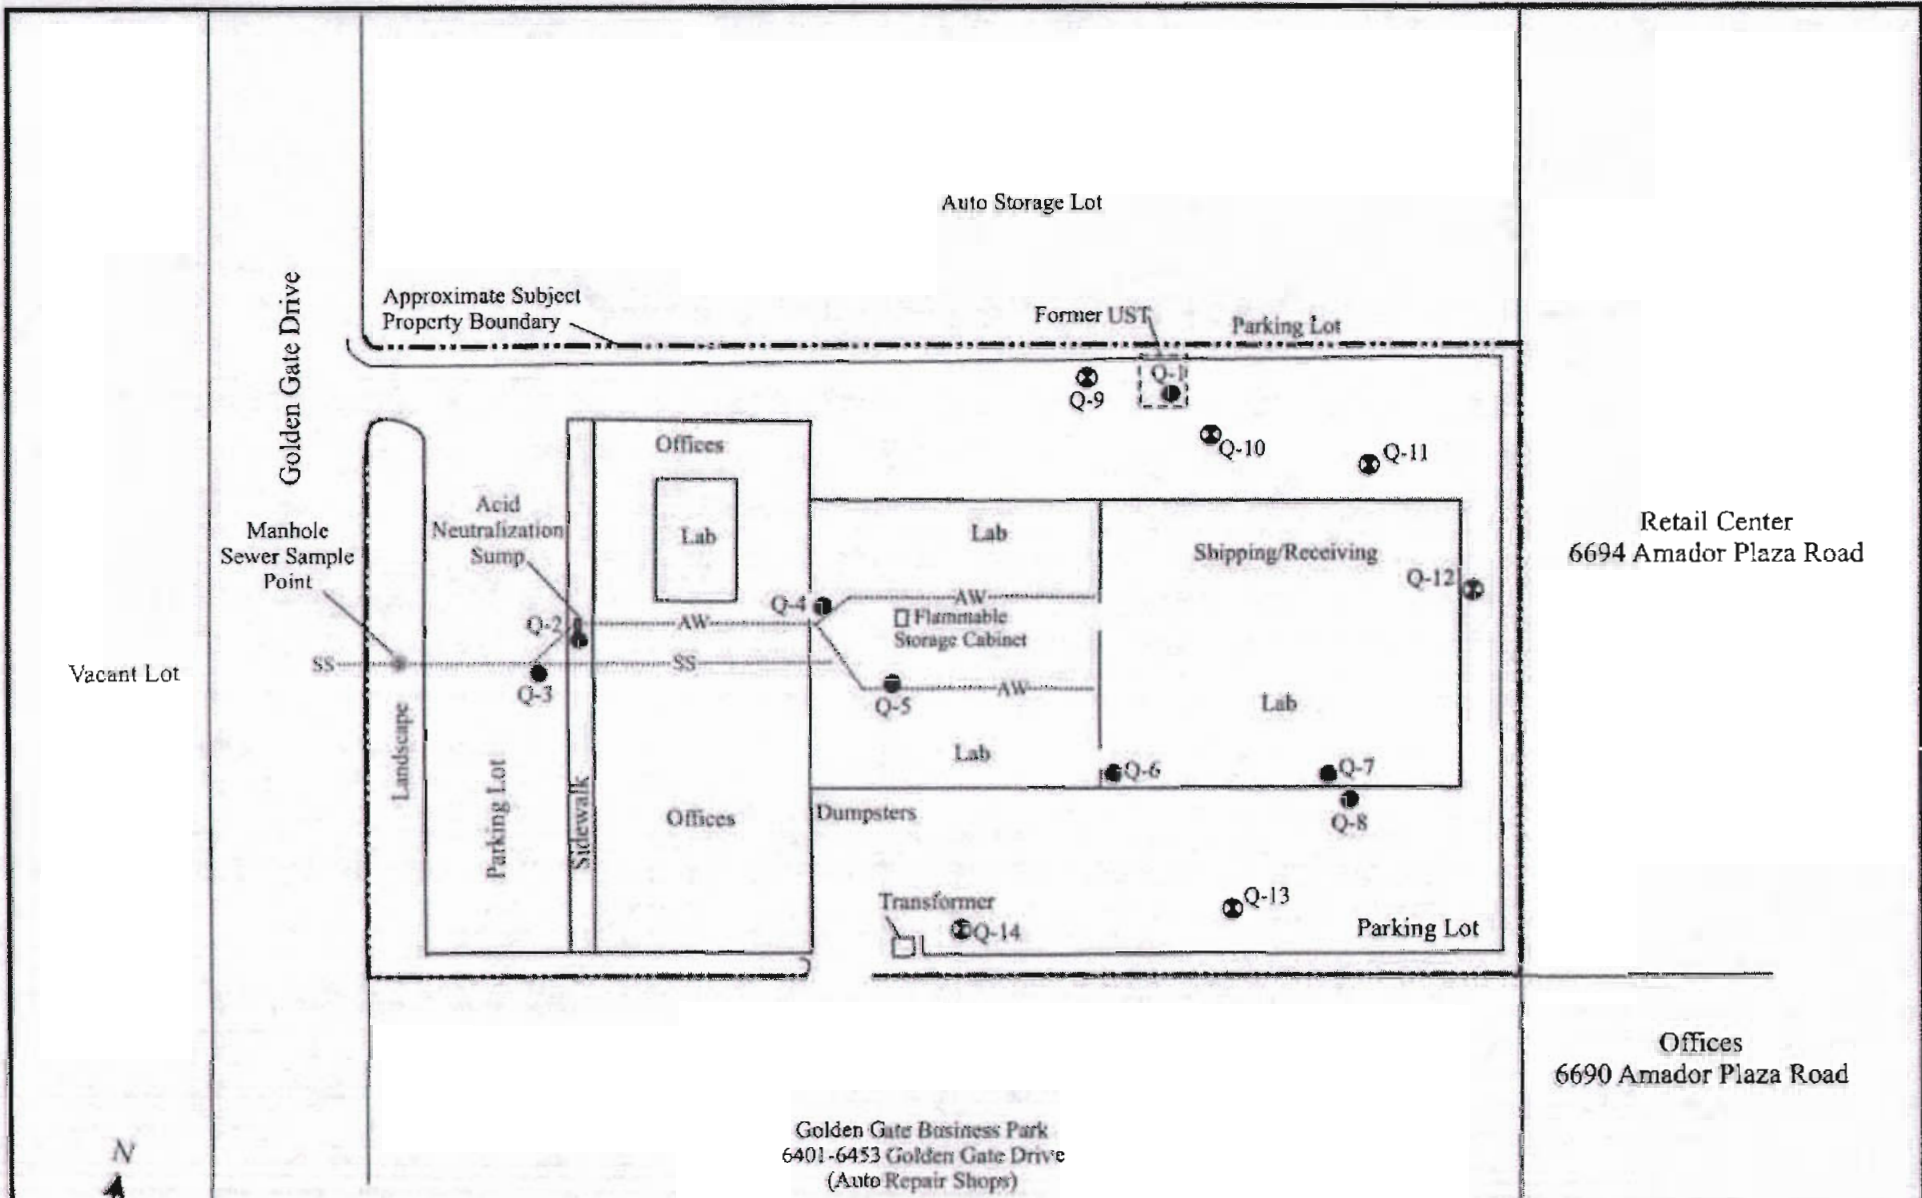 Auto Storage Lot
Golden Gate Drive
Approximate Subject
Property Boundary
Former UST
Parking Lot
Q-1
Q-9
Q-10
Q-11
Offices
Lab
Acid
Neutralization
Sump
Manhole
Sewer Sample
Point
Lab
Shipping/Receiving
Retail Center
6694 Amador Plaza Road
Q-12
Q-4
AW
Flammable
Storage Cabinet
Q-2
AW
SS
SS
Vacant Lot
Q-3
Q-5
AW
Lab
Landscape
Parking Lot
Sidewalk
Lab
Q-6
Q-7
Offices
Dumpsters
Q-8
Transformer
Q-13
Q-14
Parking Lot
Offices
6690 Amador Plaza Road
Golden Gate Business Park
6401-6453 Golden Gate Drive
(Auto Repair Shops)
N